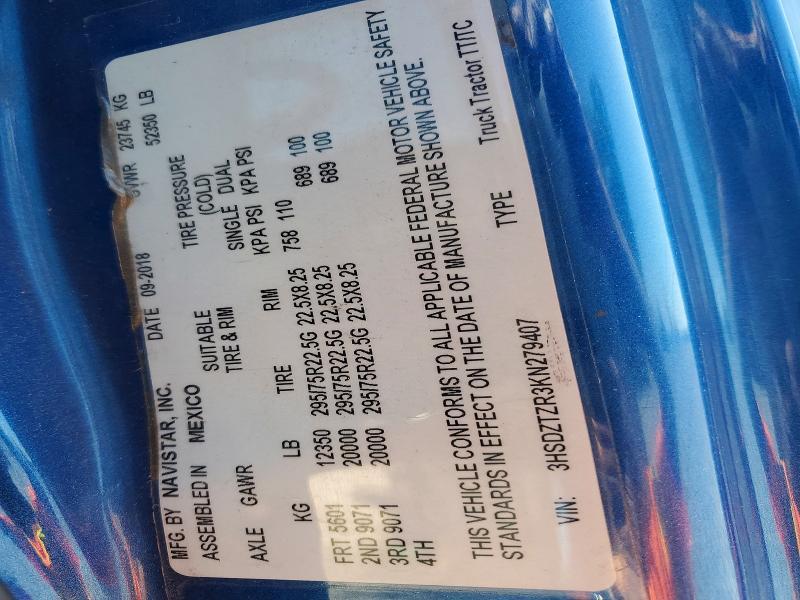 MFG. BY NAVISTAR, INC. DATE 09-2018 GVWR 23745 KG
ASSEMBLED IN MEXICO 52350 LB
SUITABLE TIRE PRESSURE
AXLE GAWR TIRE & RIM (COLD)
SINGLE DUAL
KG LB TIRE RIM KPA PSI KPA PSI
FRT 5601 12350 295/75R22.5G 22.5X8.25 758 110
2ND 9071 20000 295/75R22.5G 22.5X8.25 689 100
3RD 9071 20000 295/75R22.5G 22.5X8.25 689 100
4TH
THIS VEHICLE CONFORMS TO ALL APPLICABLE FEDERAL MOTOR VEHICLE SAFETY
STANDARDS IN EFFECT ON THE DATE OF MANUFACTURE SHOWN ABOVE.
TYPE Truck Tractor TT/TC
VIN: 3HSDZTZR3KN279407